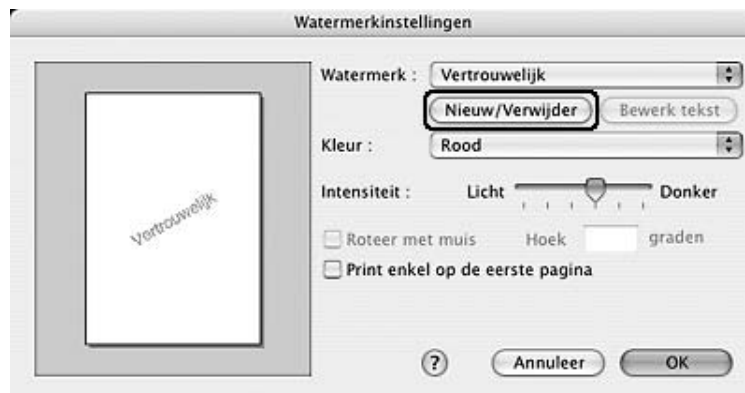 Watermerkinstellingen
Watermerk : Vertrouwelijk
Nieuw/Verwijder Bewerk tekst
Kleur : Rood
Intensiteit : Licht Donker
Vertrouwelijk
Roteer met muis Hoek graden
Print enkel op de eerste pagina
? Annuleer OK